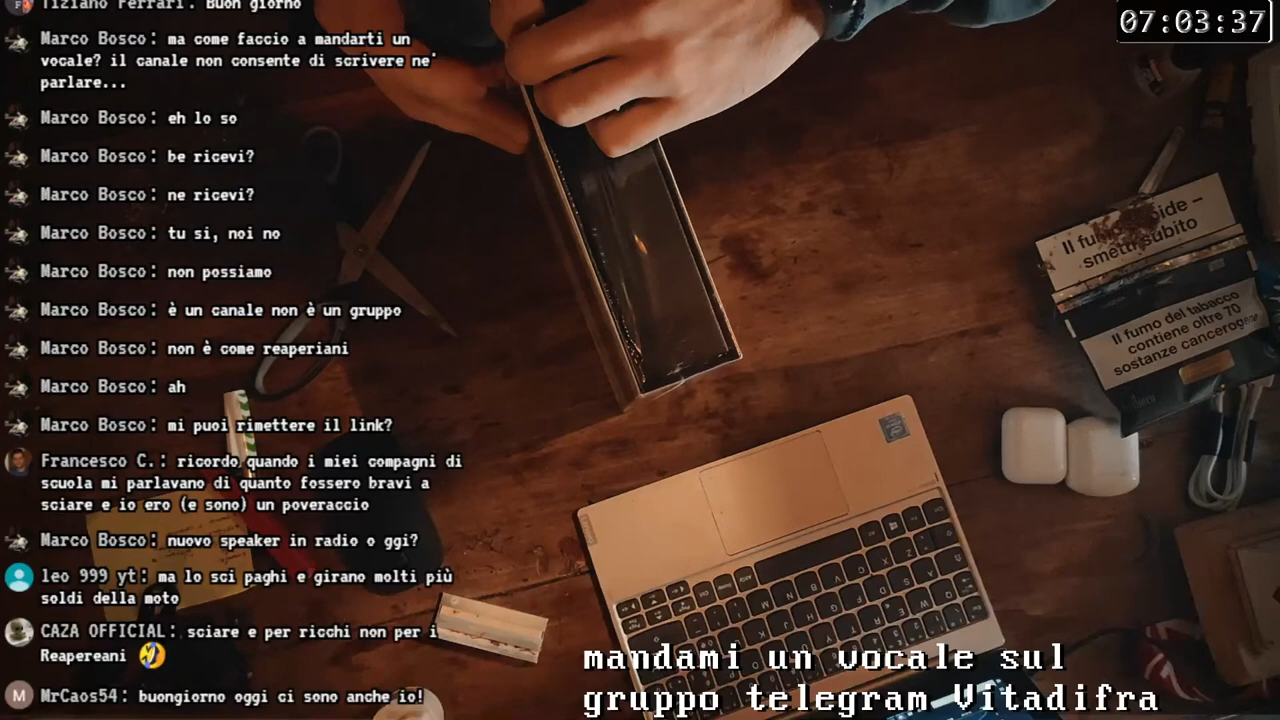 Tiziano Ferrari: Buon giorno
07:03:37
Marco Bosco: ma come faccio a mandarti un
vocale? il canale non consente di scrivere ne'
parlare...
Marco Bosco: eh lo so
Marco Bosco: be ricevi?
Marco Bosco: ne ricevi?
Marco Bosco: tu si, noi no
Marco Bosco: non possiamo
Marco Bosco: è un canale non è un gruppo
Marco Bosco: non è come reaperiani
Marco Bosco: ah
Marco Bosco: mi puoi rimettere il link?
Francesco C.: ricordo quando i miei compagni di
scuola mi parlavano di quanto fossero bravi a
sciare e io ero (e sono) un poveraccio
Marco Bosco: nuovo speaker in radio o ggi?
leo 999 yt: ma lo sci paghi e girano molti più
soldi della moto
CAZA OFFICIAL: sciare e per ricchi non per i
Reapereani 🤣
M
MrCaos54: buongiorno oggi ci sono anche io!
Il fumo uccide –
smetti subito
Il fumo del tabacco
contiene oltre 70
sostanze cancerogene
mandami un vocale sul
gruppo telegram Vitadifra